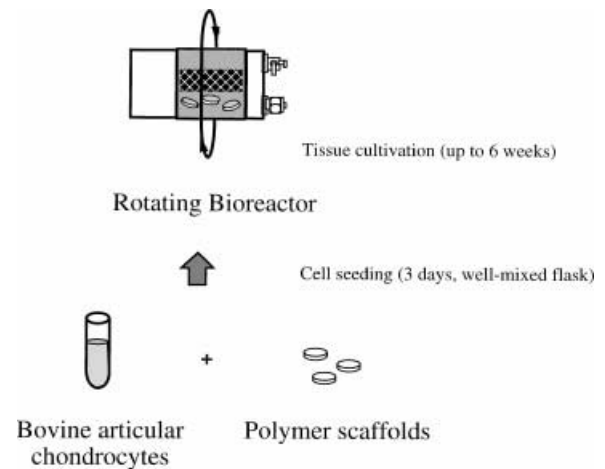 Tissue cultivation (up to 6 weeks)
Rotating Bioreactor
Cell seeding (3 days, well-mixed flask)
+
Bovine articular
chondrocytes
Polymer scaffolds